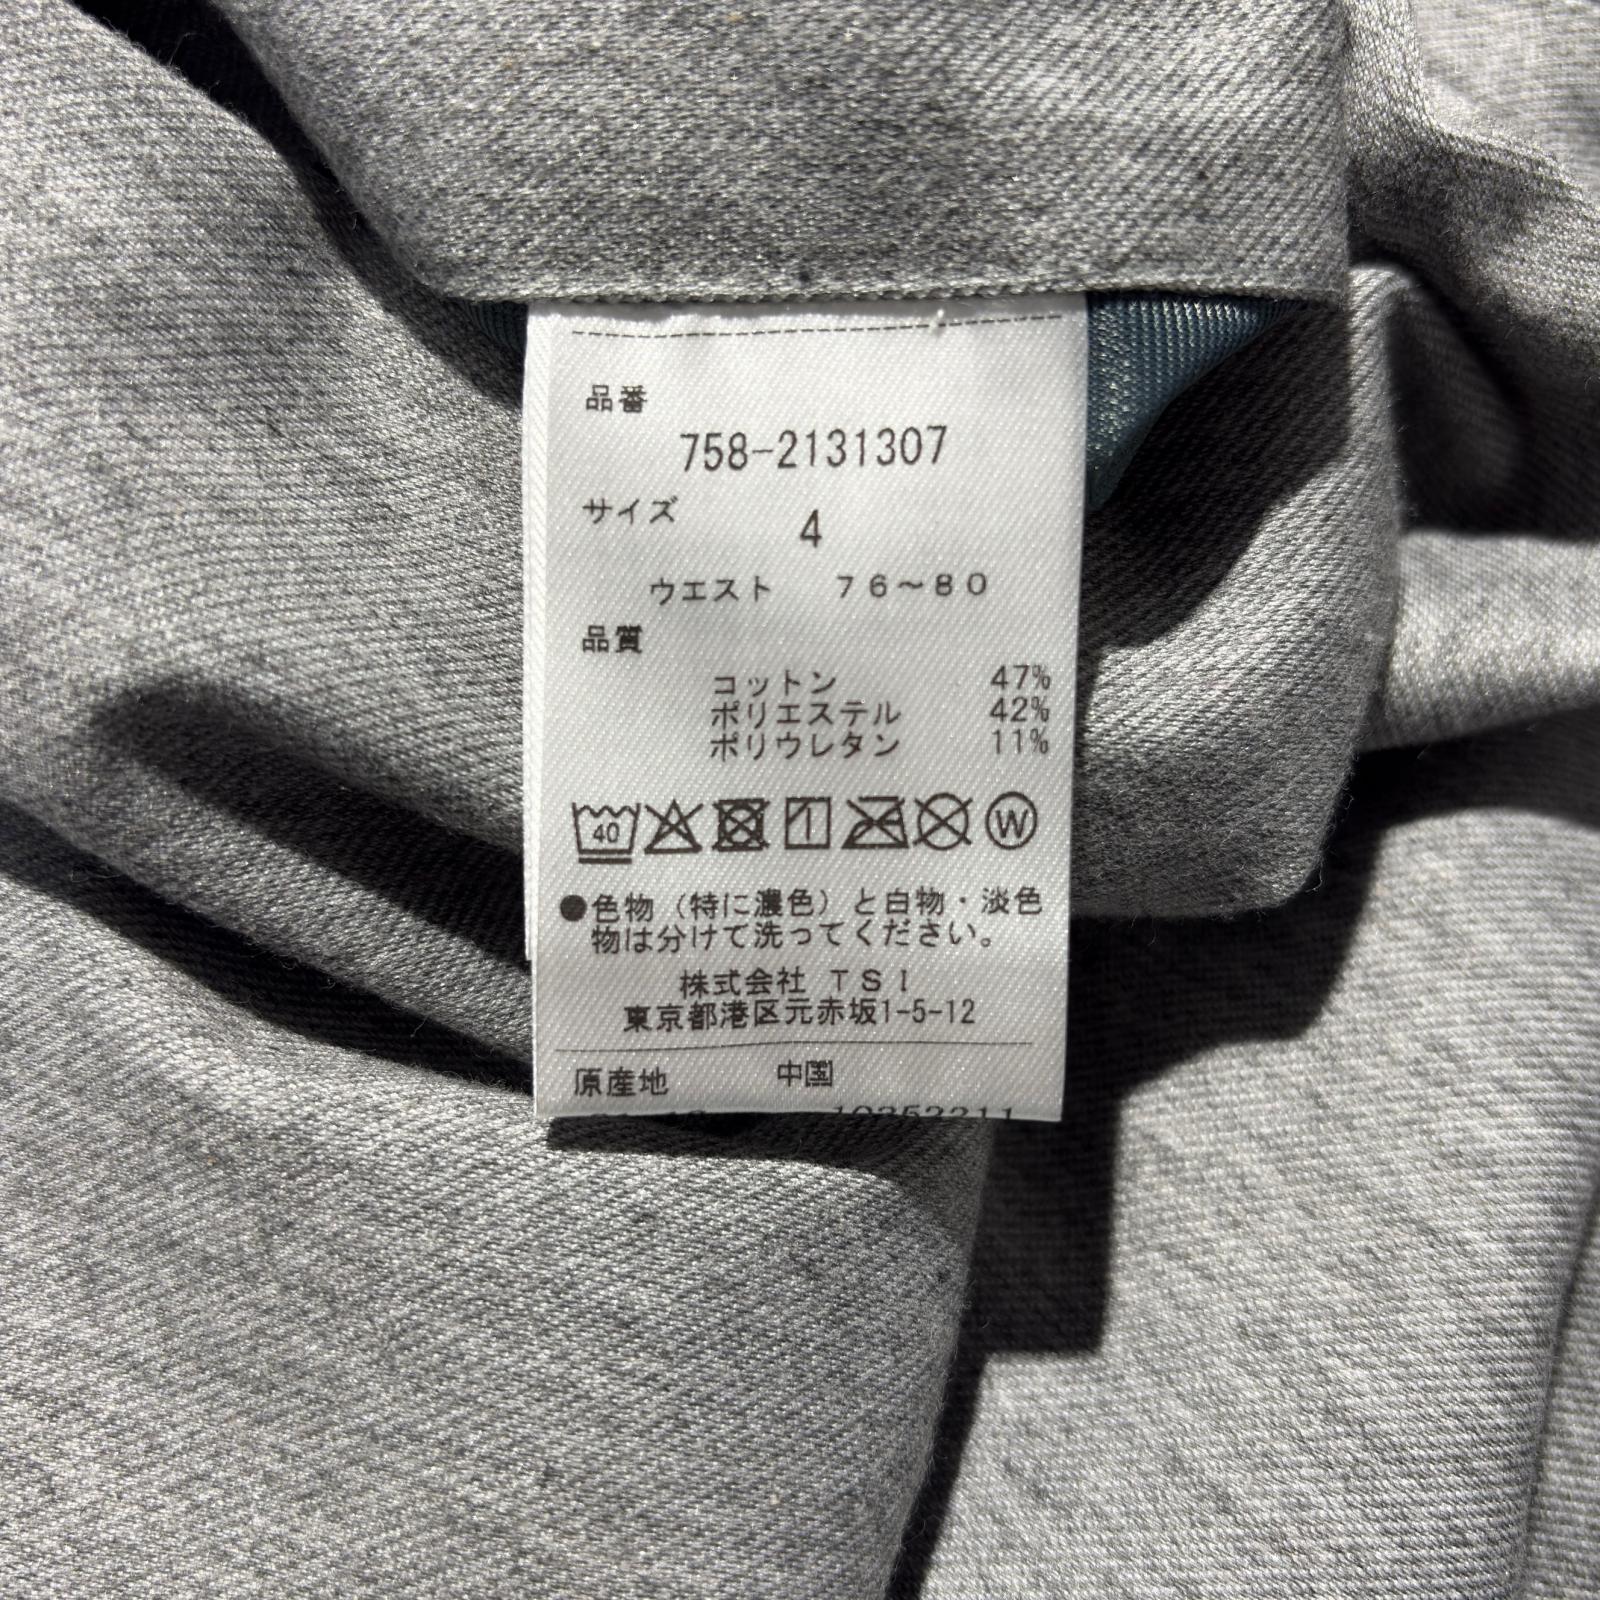 品番
758-2131307
サイズ 4
ウエスト 76〜80
品質
コットン 47%
ポリエステル 42%
ポリウレタン 11%
40 W
●色物（特に濃色）と白物・淡色
物は分けて洗ってください。
株式会社 TSI
東京都港区元赤坂1-5-12
原産地 中国